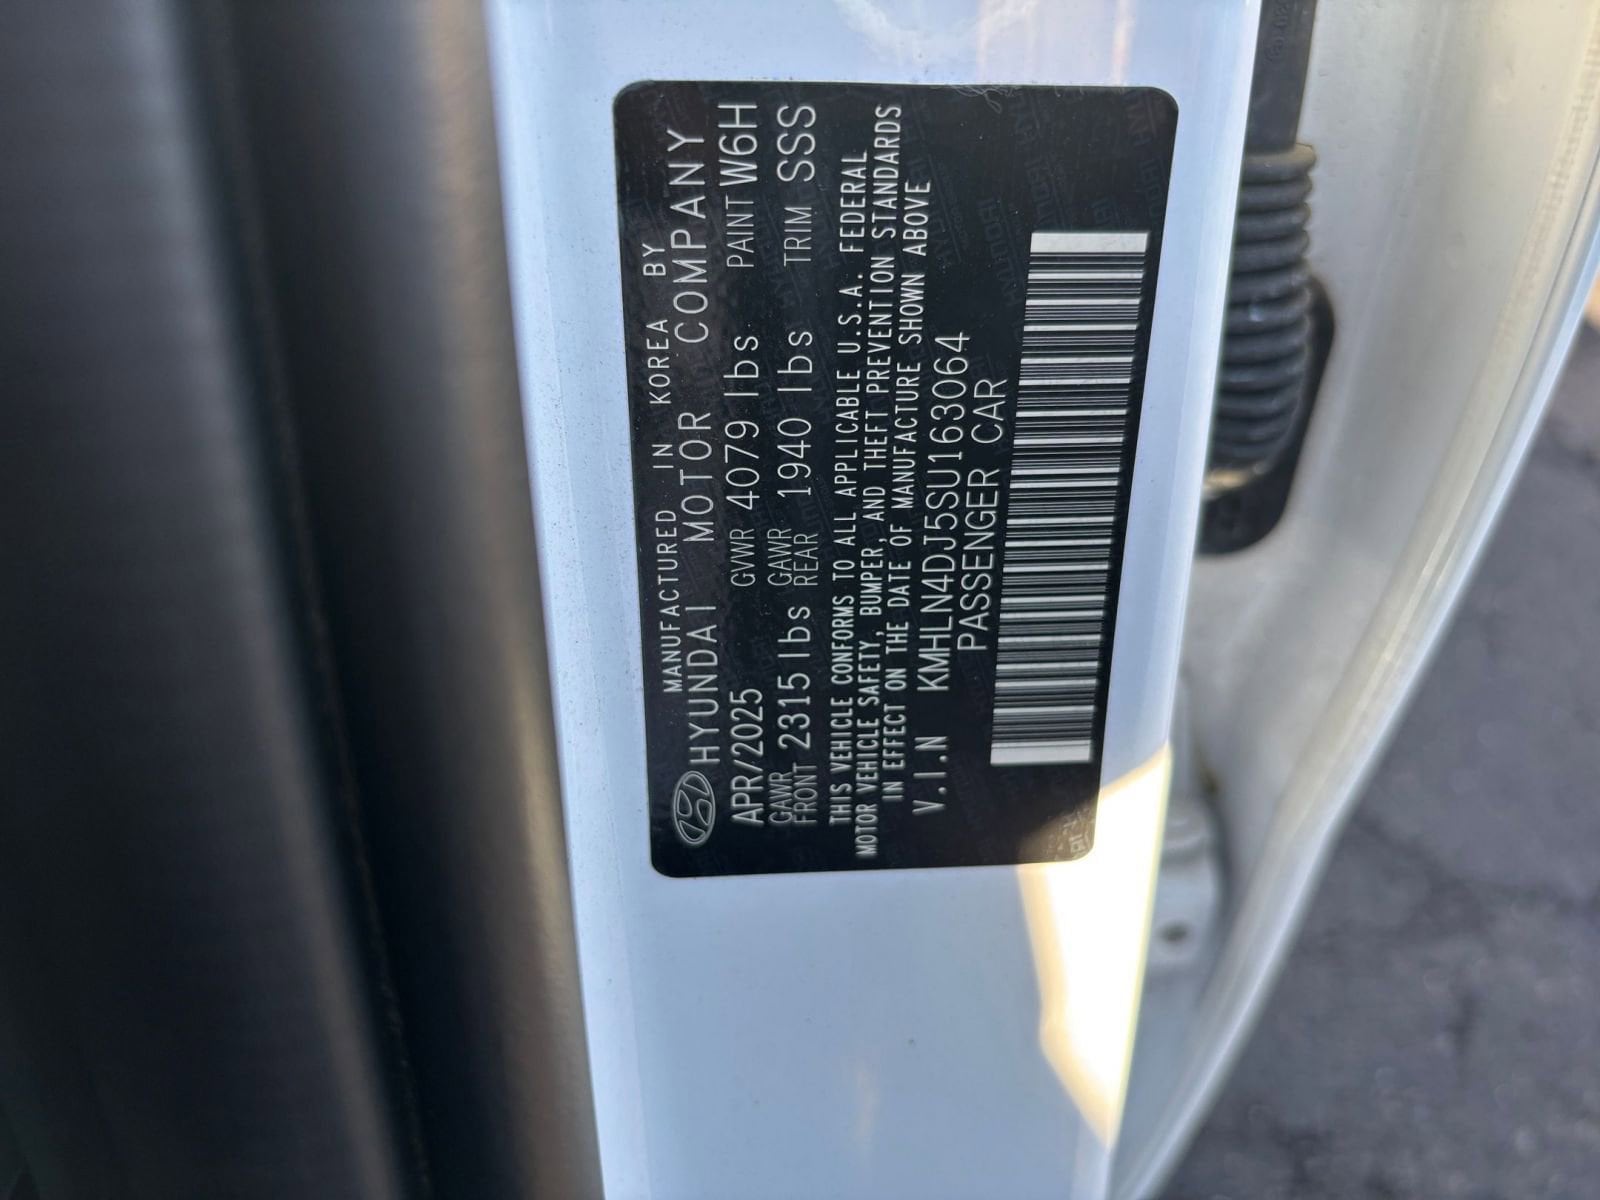 MANUFACTURED IN KOREA BY
HYUNDAI MOTOR COMPANY
APR/2025 GVWR 4079 lbs PAINT W6H
GAWR FRONT 2315 lbs GAWR REAR 1940 lbs TRIM SSS
THIS VEHICLE CONFORMS TO ALL APPLICABLE U.S.A. FEDERAL
MOTOR VEHICLE SAFETY, BUMPER, AND THEFT PREVENTION STANDARDS
IN EFFECT ON THE DATE OF MANUFACTURE SHOWN ABOVE
V.I.N KMHLN4DJ5SU163064
PASSENGER CAR